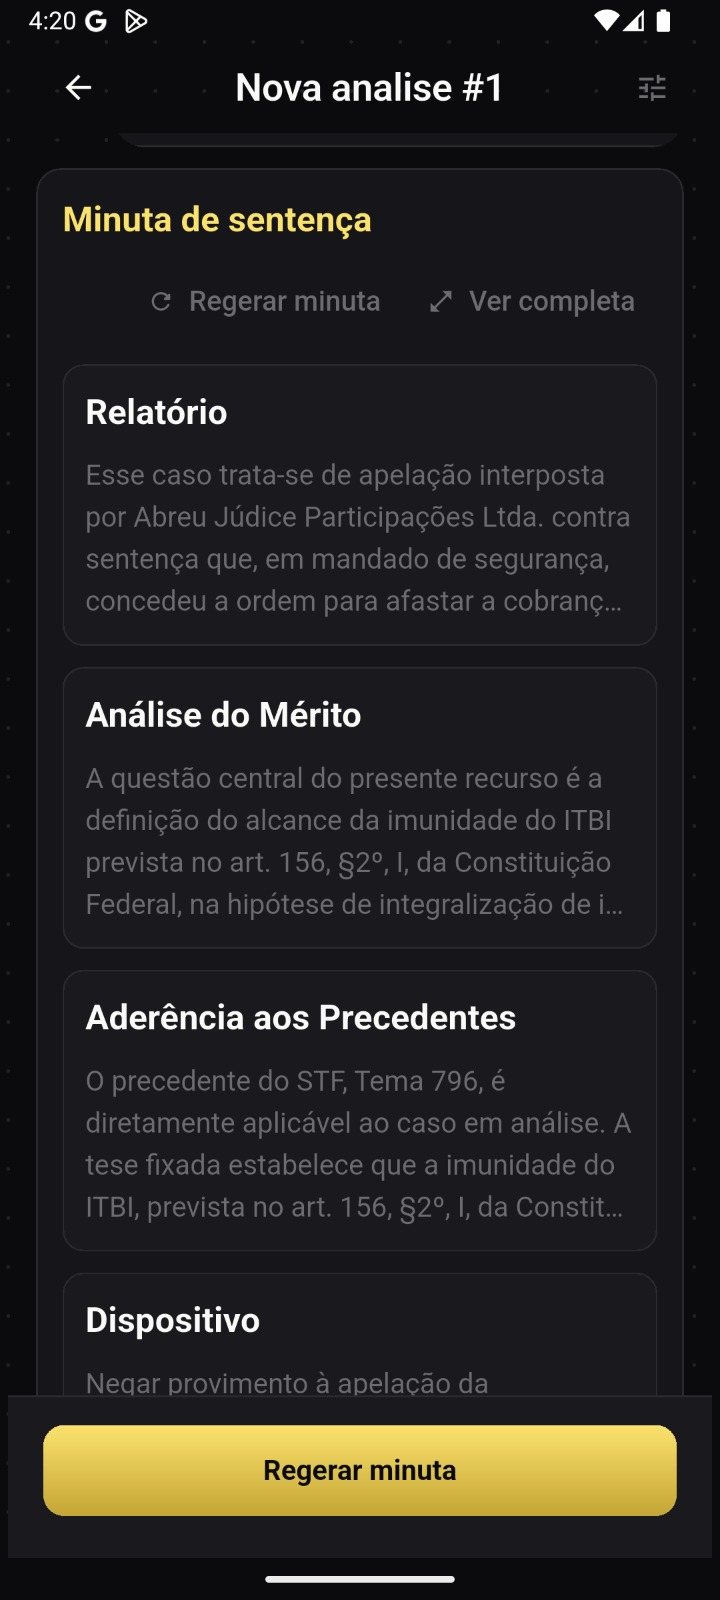 4:20
Nova analise #1
Minuta de sentença
Regerar minuta
Ver completa
Relatório
Esse caso trata-se de apelação interposta
por Abreu Júdice Participações Ltda. contra
sentença que, em mandado de segurança,
concedeu a ordem para afastar a cobranç…
Análise do Mérito
A questão central do presente recurso é a
definição do alcance da imunidade do ITBI
prevista no art. 156, §2º, I, da Constituição
Federal, na hipótese de integralização de i…
Aderência aos Precedentes
O precedente do STF, Tema 796, é
diretamente aplicável ao caso em análise. A
tese fixada estabelece que a imunidade do
ITBI, prevista no art. 156, §2º, I, da Constit…
Dispositivo
Negar provimento à apelação da
Regerar minuta